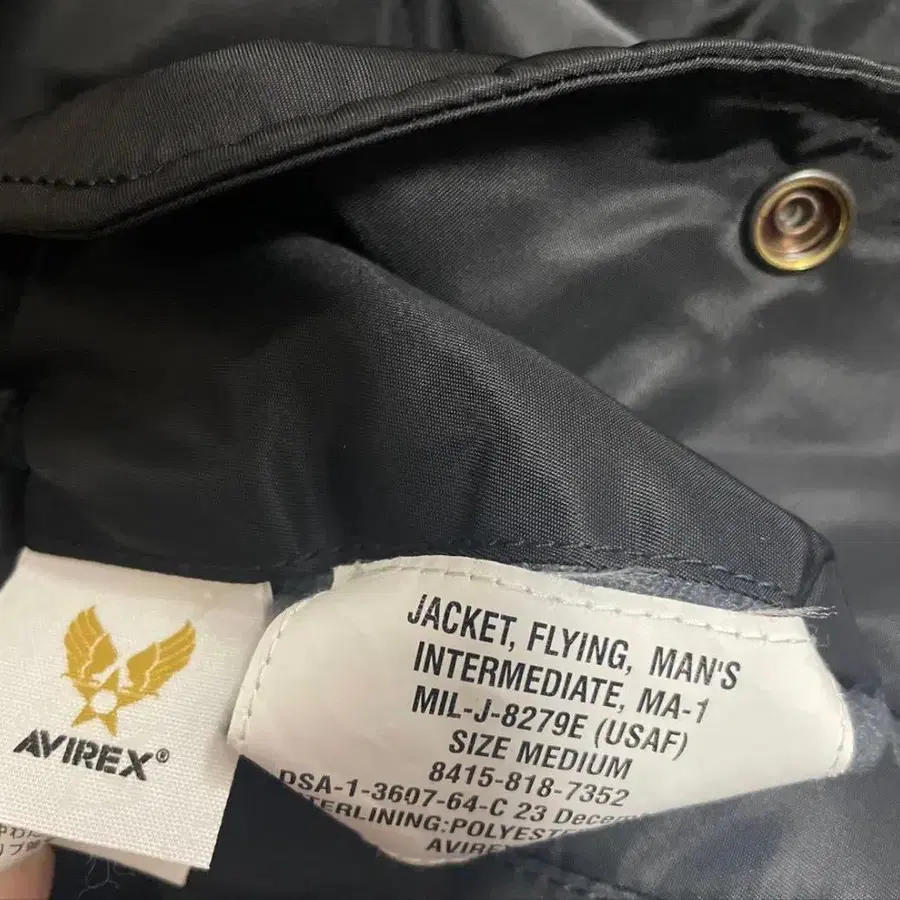 AVIREX®
JACKET, FLYING, MAN'S
INTERMEDIATE, MA-1
MIL-J-8279E (USAF)
SIZE MEDIUM
8415-818-7352
DSA-1-3607-64-C 23
AVIREX